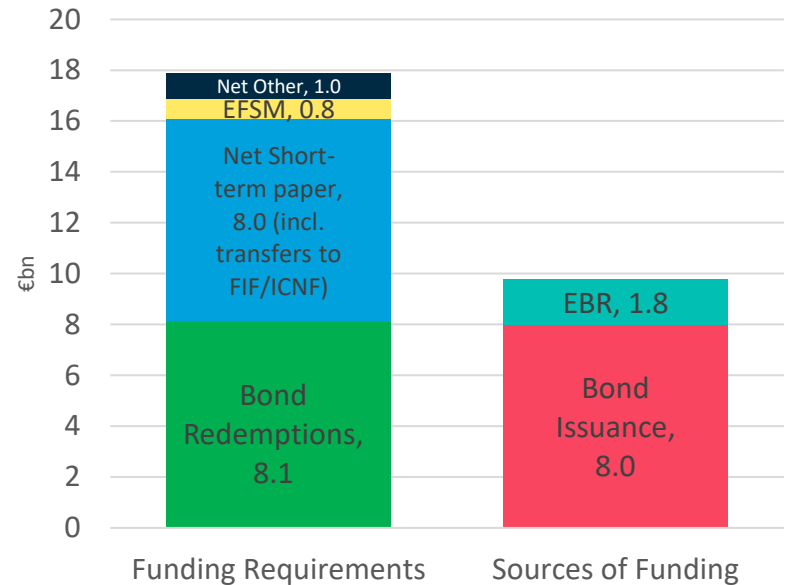 20
18
16
14
12
10
8
6
4
2
0
€bn
Net Other, 1.0
EFSM, 0.8
Net Short-
term paper,
8.0 (incl.
transfers to
FIF/ICNF)
Bond
Redemptions,
8.1
EBR, 1.8
Bond
Issuance,
8.0
Funding Requirements
Sources of Funding